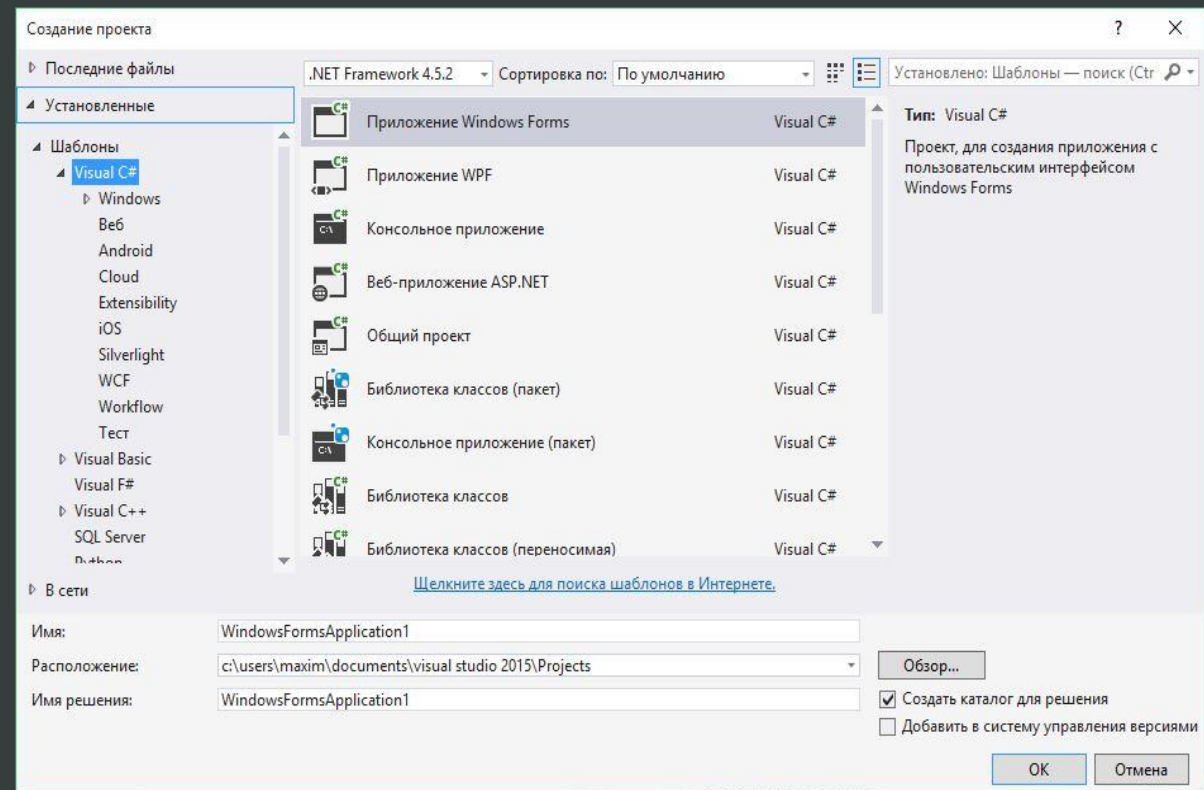 Создание проекта
?
Последние файлы
Установленные
Шаблоны
Visual C#
Windows
Веб
Android
Cloud
Extensibility
iOS
Silverlight
WCF
Workflow
Тест
Visual Basic
Visual F#
Visual C++
SQL Server
Python
В сети
.NET Framework 4.5.2
Сортировка по: По умолчанию
Приложение Windows Forms Visual C#
Приложение WPF Visual C#
Консольное приложение Visual C#
Веб-приложение ASP.NET Visual C#
Общий проект Visual C#
Библиотека классов (пакет) Visual C#
Консольное приложение (пакет) Visual C#
Библиотека классов Visual C#
Библиотека классов (переносимая) Visual C#
Щелкните здесь для поиска шаблонов в Интернете.
Установлено: Шаблоны — поиск (Ctr
Тип: Visual C#
Проект, для создания приложения с
пользовательским интерфейсом
Windows Forms
Имя: WindowsFormsApplication1
Расположение: c:\users\maxim\documents\visual studio 2015\Projects
Обзор...
Имя решения: WindowsFormsApplication1
Создать каталог для решения
Добавить в систему управления версиями
ОК
Отмена